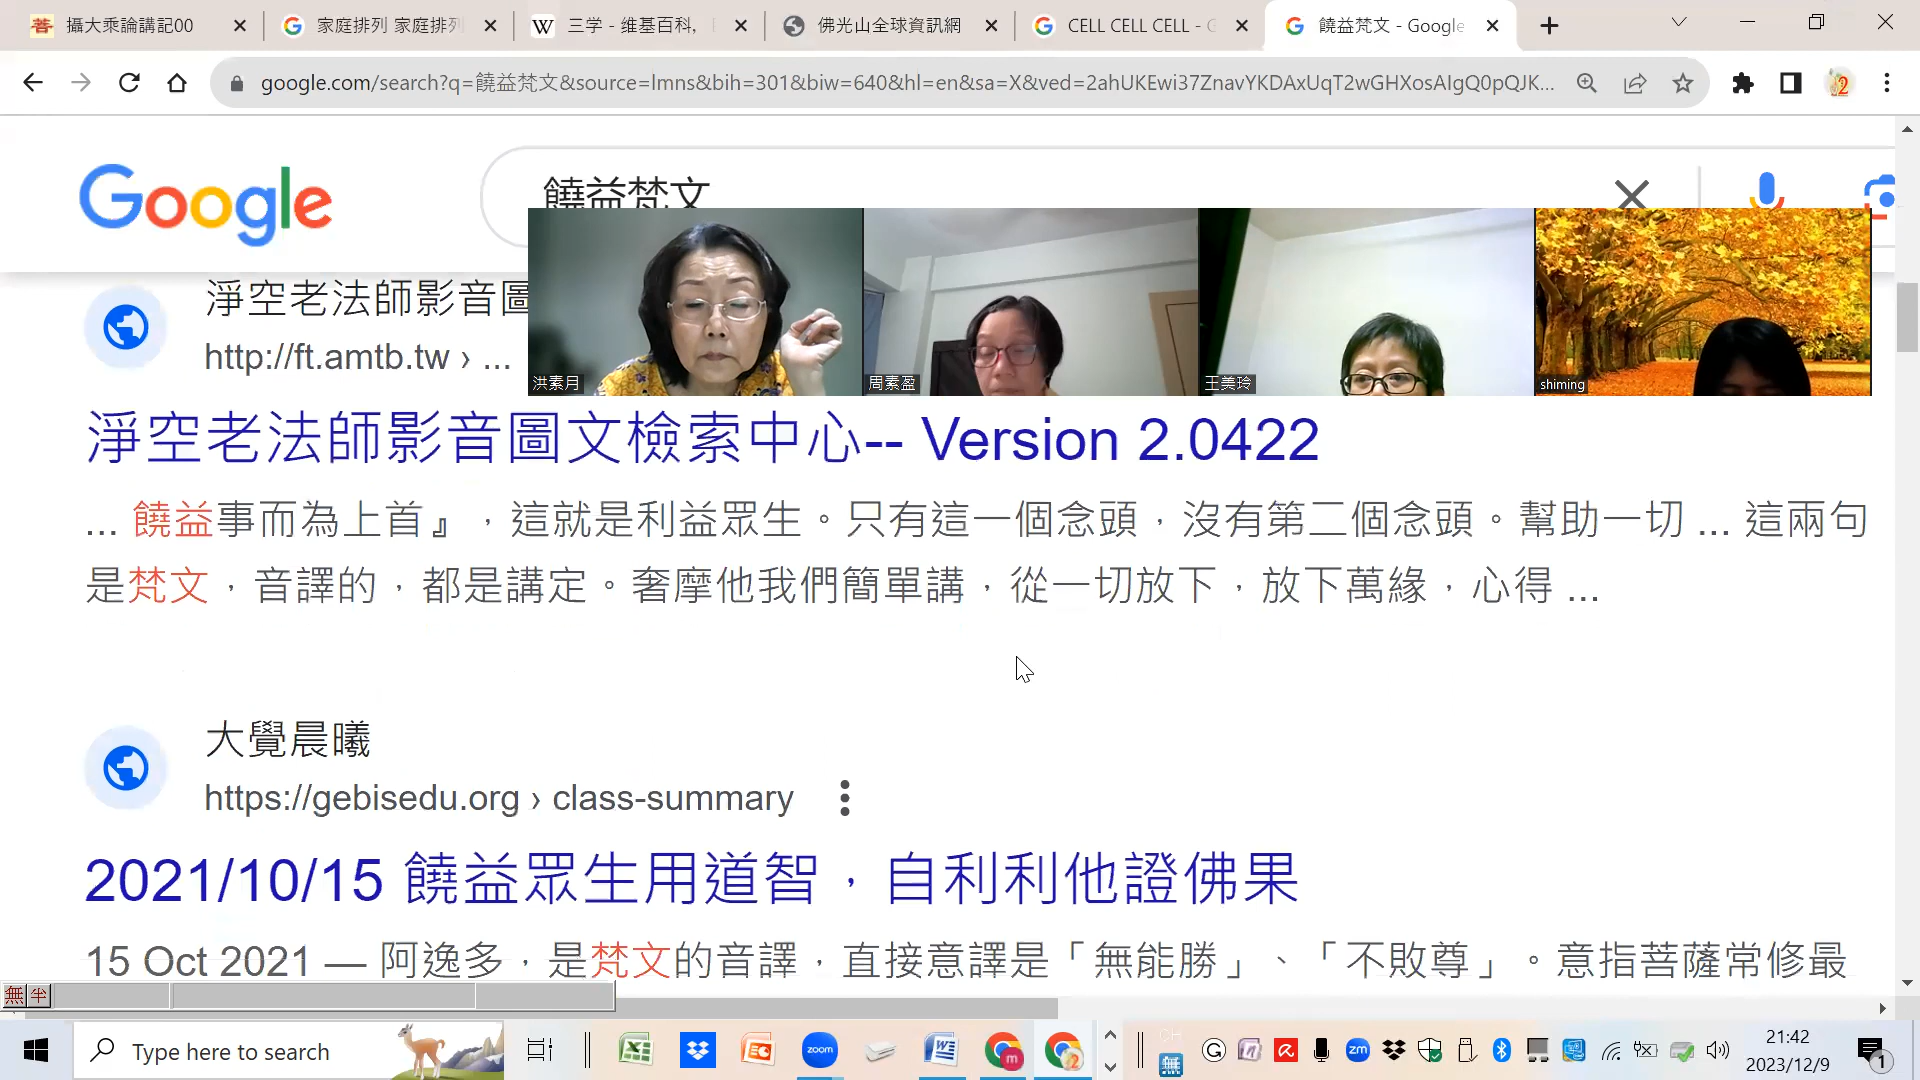 攝大乘論講記00
家庭排列 家庭排列
三学 - 维基百科,
佛光山全球資訊網
CELL CELL CELL - G
饒益梵文 - Google
google.com/search?q=饒益梵文&source=lmns&bih=301&biw=640&hl=en&sa=X&ved=2ahUKEwi37ZnavYKDAxUqT2wGHXosAIgQ0pQJK...
Google
饒益梵文
淨空老法師影音圖
http://ft.amtb.tw › ...
洪素月
周素盈
王美玲
shiming
淨空老法師影音圖文檢索中心-- Version 2.0422
... 饒益事而為上首』，這就是利益眾生。只有這一個念頭，沒有第二個念頭。幫助一切 ... 這兩句
是梵文，音譯的，都是講定。奢摩他我們簡單講，從一切放下，放下萬緣，心得 ...
大覺晨曦
https://gebisedu.org › class-summary
2021/10/15 饒益眾生用道智，自利利他證佛果
15 Oct 2021 — 阿逸多，是梵文的音譯，直接意譯是「無能勝」、「不敗尊」。意指菩薩常修最
無半
Type here to search
zoom
CH
zm
21:42
2023/12/9
1